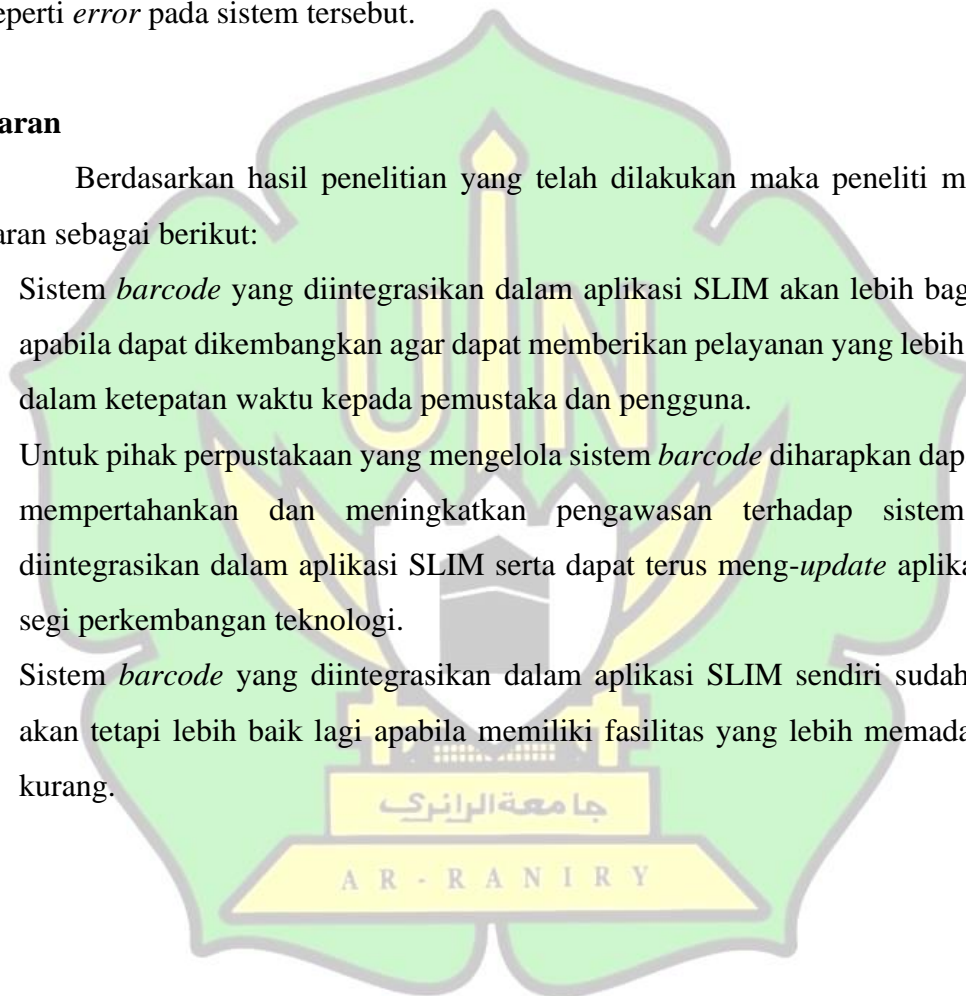 eperti error pada sistem tersebut.
aran
Berdasarkan hasil penelitian yang telah dilakukan maka peneliti m
aran sebagai berikut:
Sistem barcode yang diintegrasikan dalam aplikasi SLIM akan lebih bag
apabila dapat dikembangkan agar dapat memberikan pelayanan yang lebih
dalam ketepatan waktu kepada pemustaka dan pengguna.
Untuk pihak perpustakaan yang mengelola sistem barcode diharapkan dap
mempertahankan dan meningkatkan pengawasan terhadap sistem
diintegrasikan dalam aplikasi SLIM serta dapat terus meng-update aplika
segi perkembangan teknologi.
Sistem barcode yang diintegrasikan dalam aplikasi SLIM sendiri sudah
akan tetapi lebih baik lagi apabila memiliki fasilitas yang lebih memada
kurang.
UIN
جامعة الرانري
AR-RANIRY